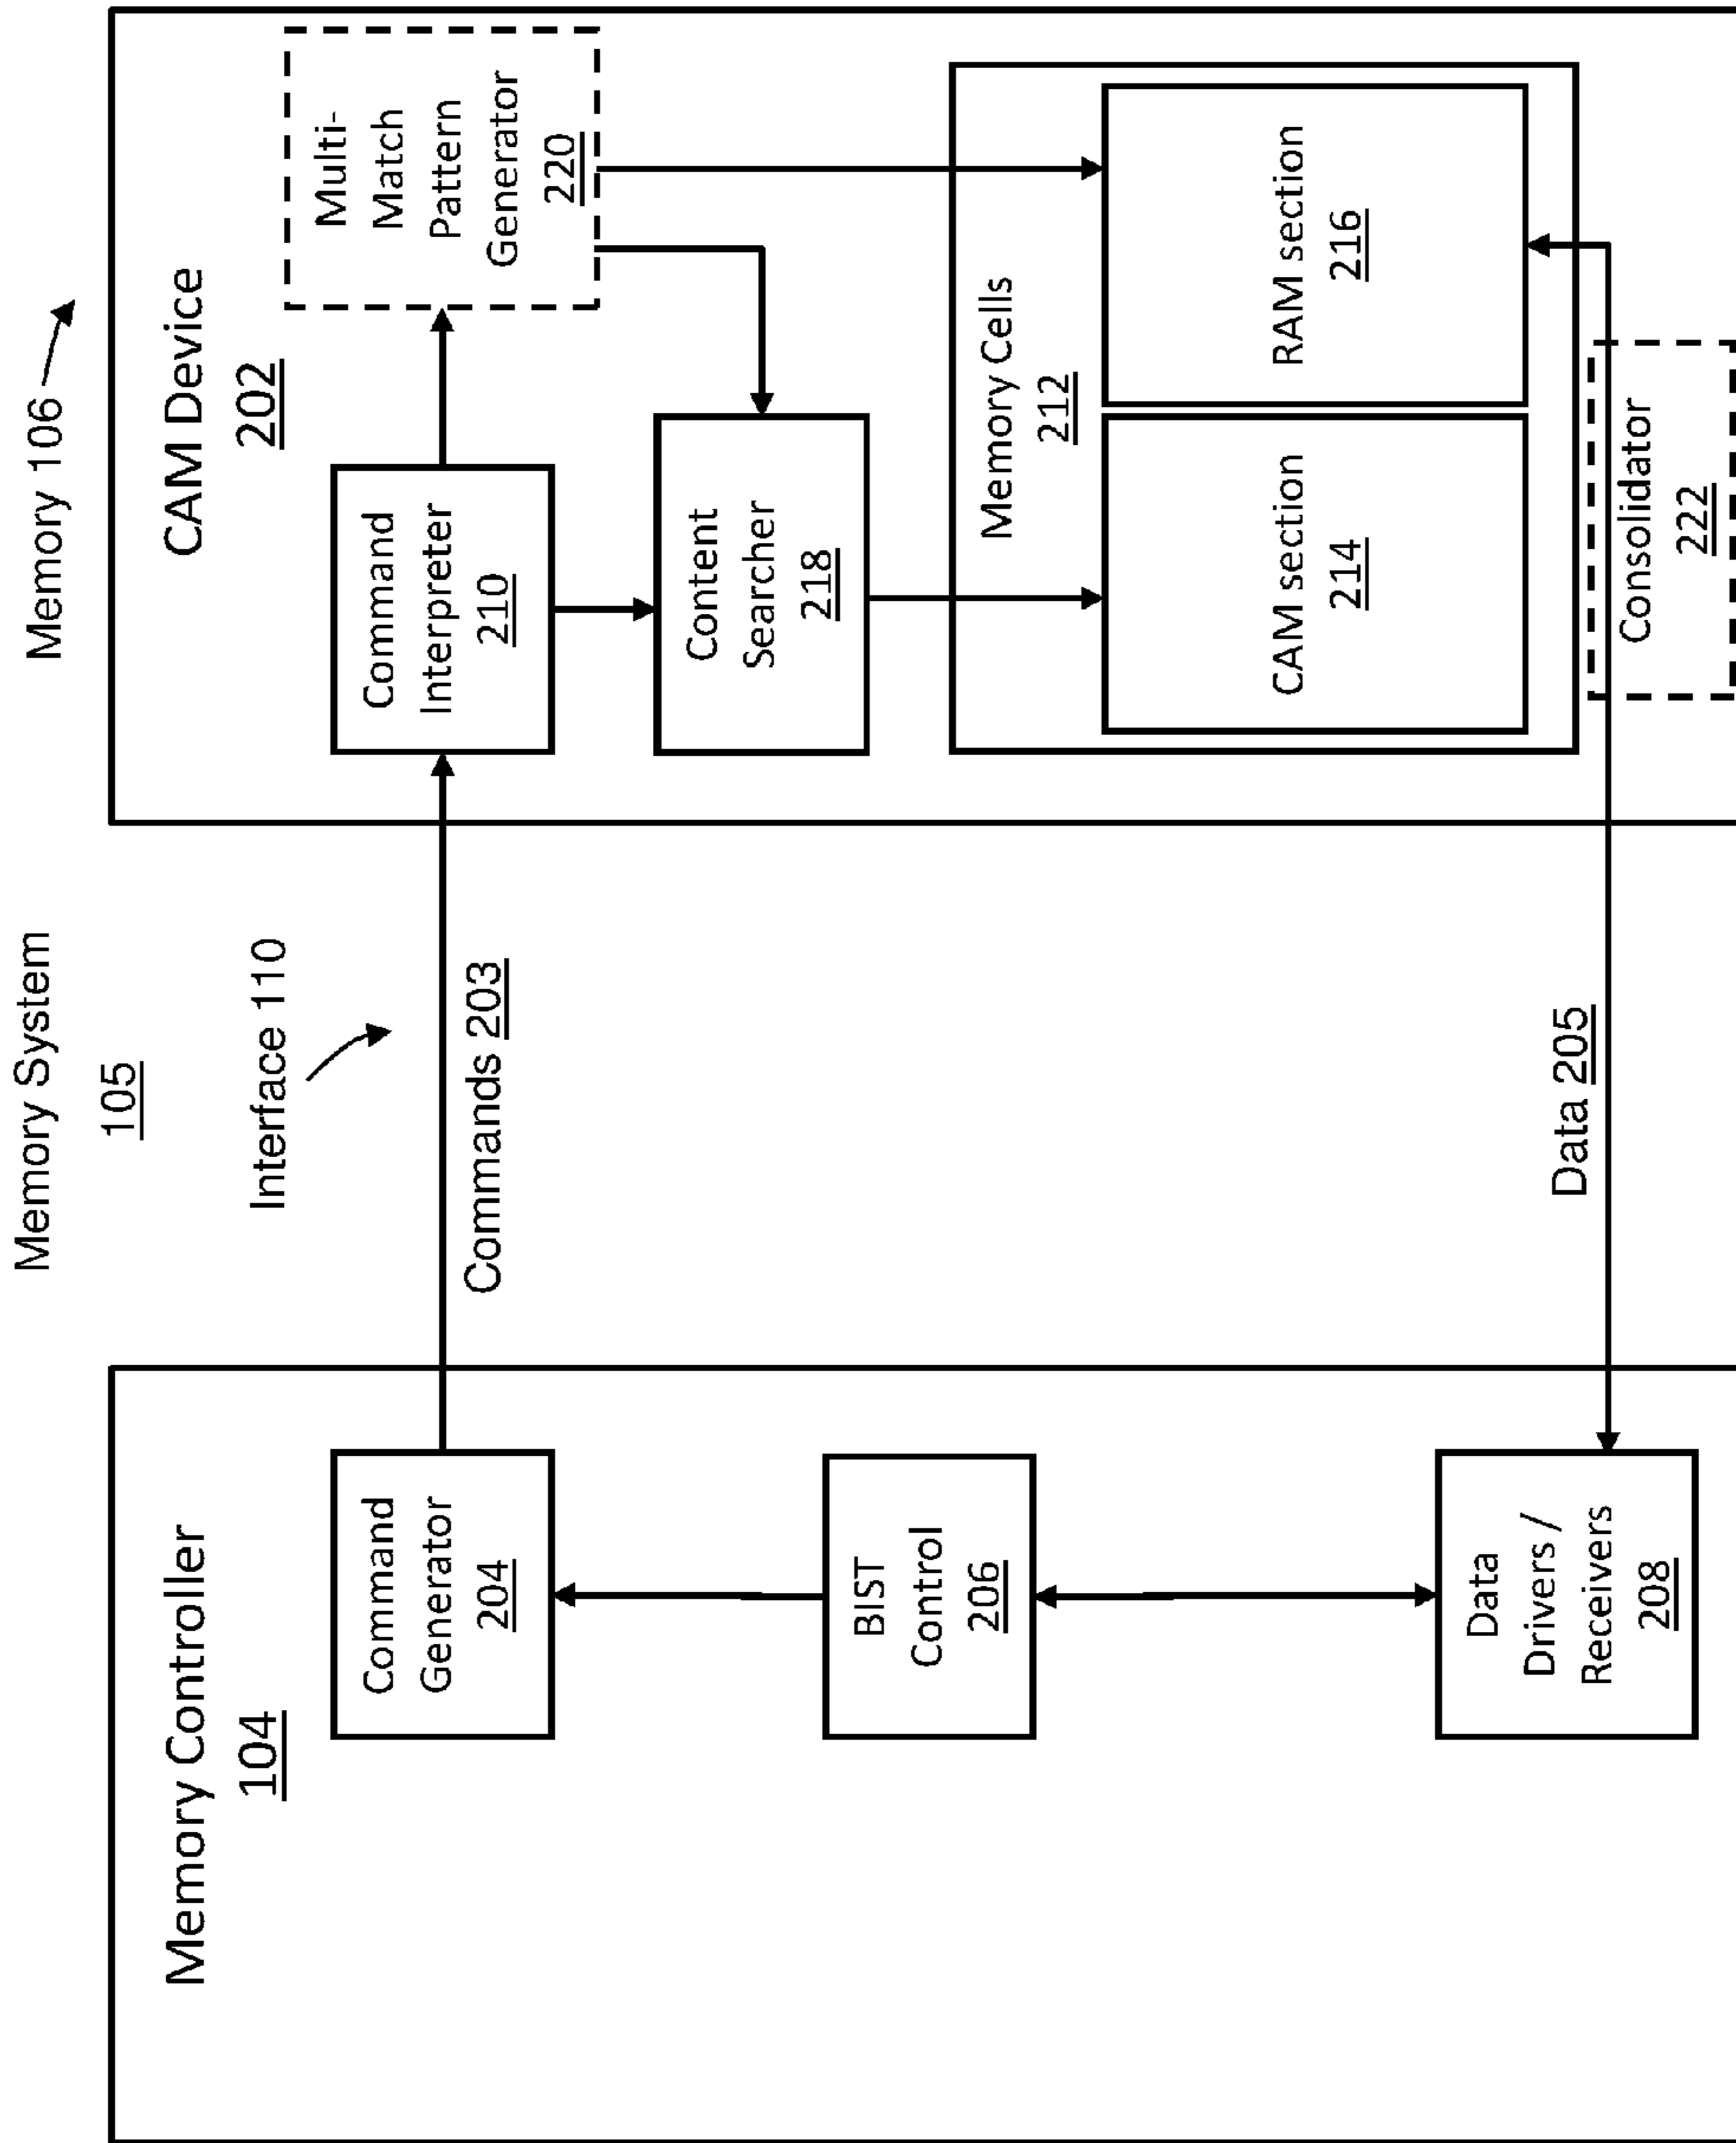 Memory System
105
Memory 106
Interface 110
Memory Controller
104
Command
Generator
204
BIST
Control
206
Data
Drivers /
Receivers
208
Commands 203
Data 205
CAM Device
202
Command
Interpreter
210
Multi-
Match
Pattern
Generator
220
Content
Searcher
218
Memory Cells
212
CAM section
214
RAM section
216
Consolidator
222